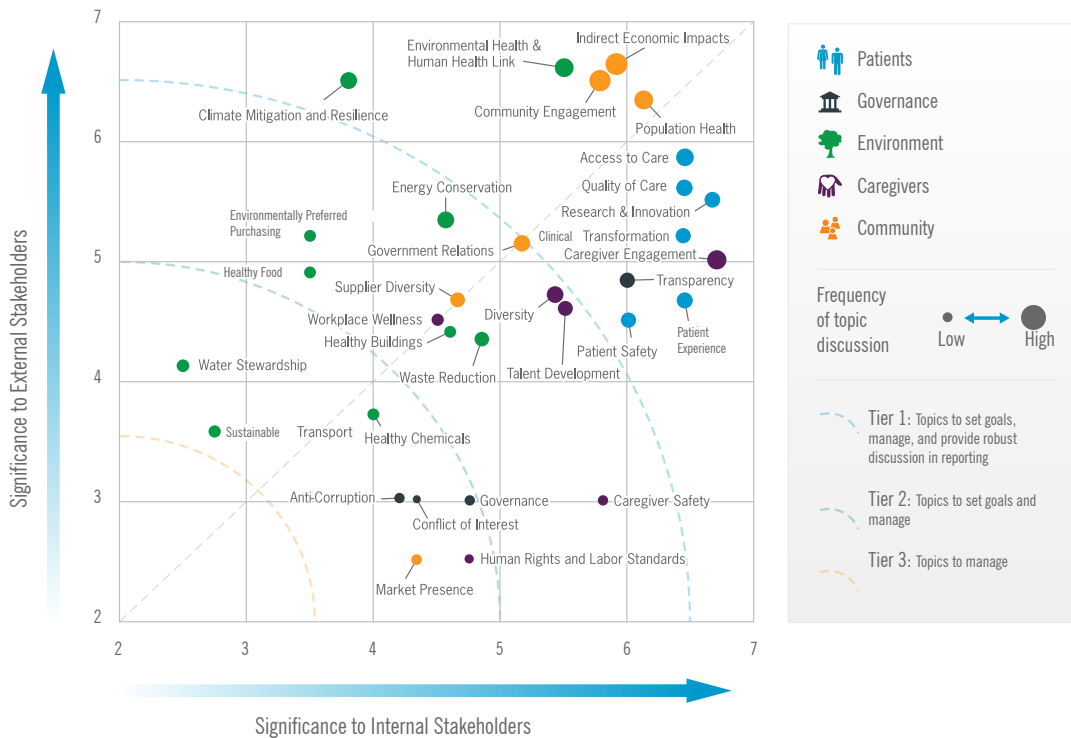 7
6
5
4
3
2
2
3
4
5
6
7
Significance to External Stakeholders
Significance to Internal Stakeholders
Environmental Health &
Human Health Link
Indirect Economic Impacts
Climate Mitigation and Resilience
Community Engagement
Population Health
Access to Care
Energy Conservation
Quality of Care
Environmentally Preferred
Purchasing
Research & Innovation
Government Relations
Clinical Transformation
Caregiver Engagement
Healthy Food
Transparency
Supplier Diversity
Workplace Wellness
Diversity
Healthy Buildings
Patient
Experience
Patient Safety
Water Stewardship
Waste Reduction
Talent Development
Sustainable Transport
Healthy Chemicals
Anti-Corruption
Governance
Caregiver Safety
Conflict of Interest
Human Rights and Labor Standards
Market Presence
Patients
Governance
Environment
Caregivers
Community
Frequency
of topic
discussion
Low
High
Tier 1: Topics to set goals,
manage, and provide robust
discussion in reporting
Tier 2: Topics to set goals and
manage
Tier 3: Topics to manage